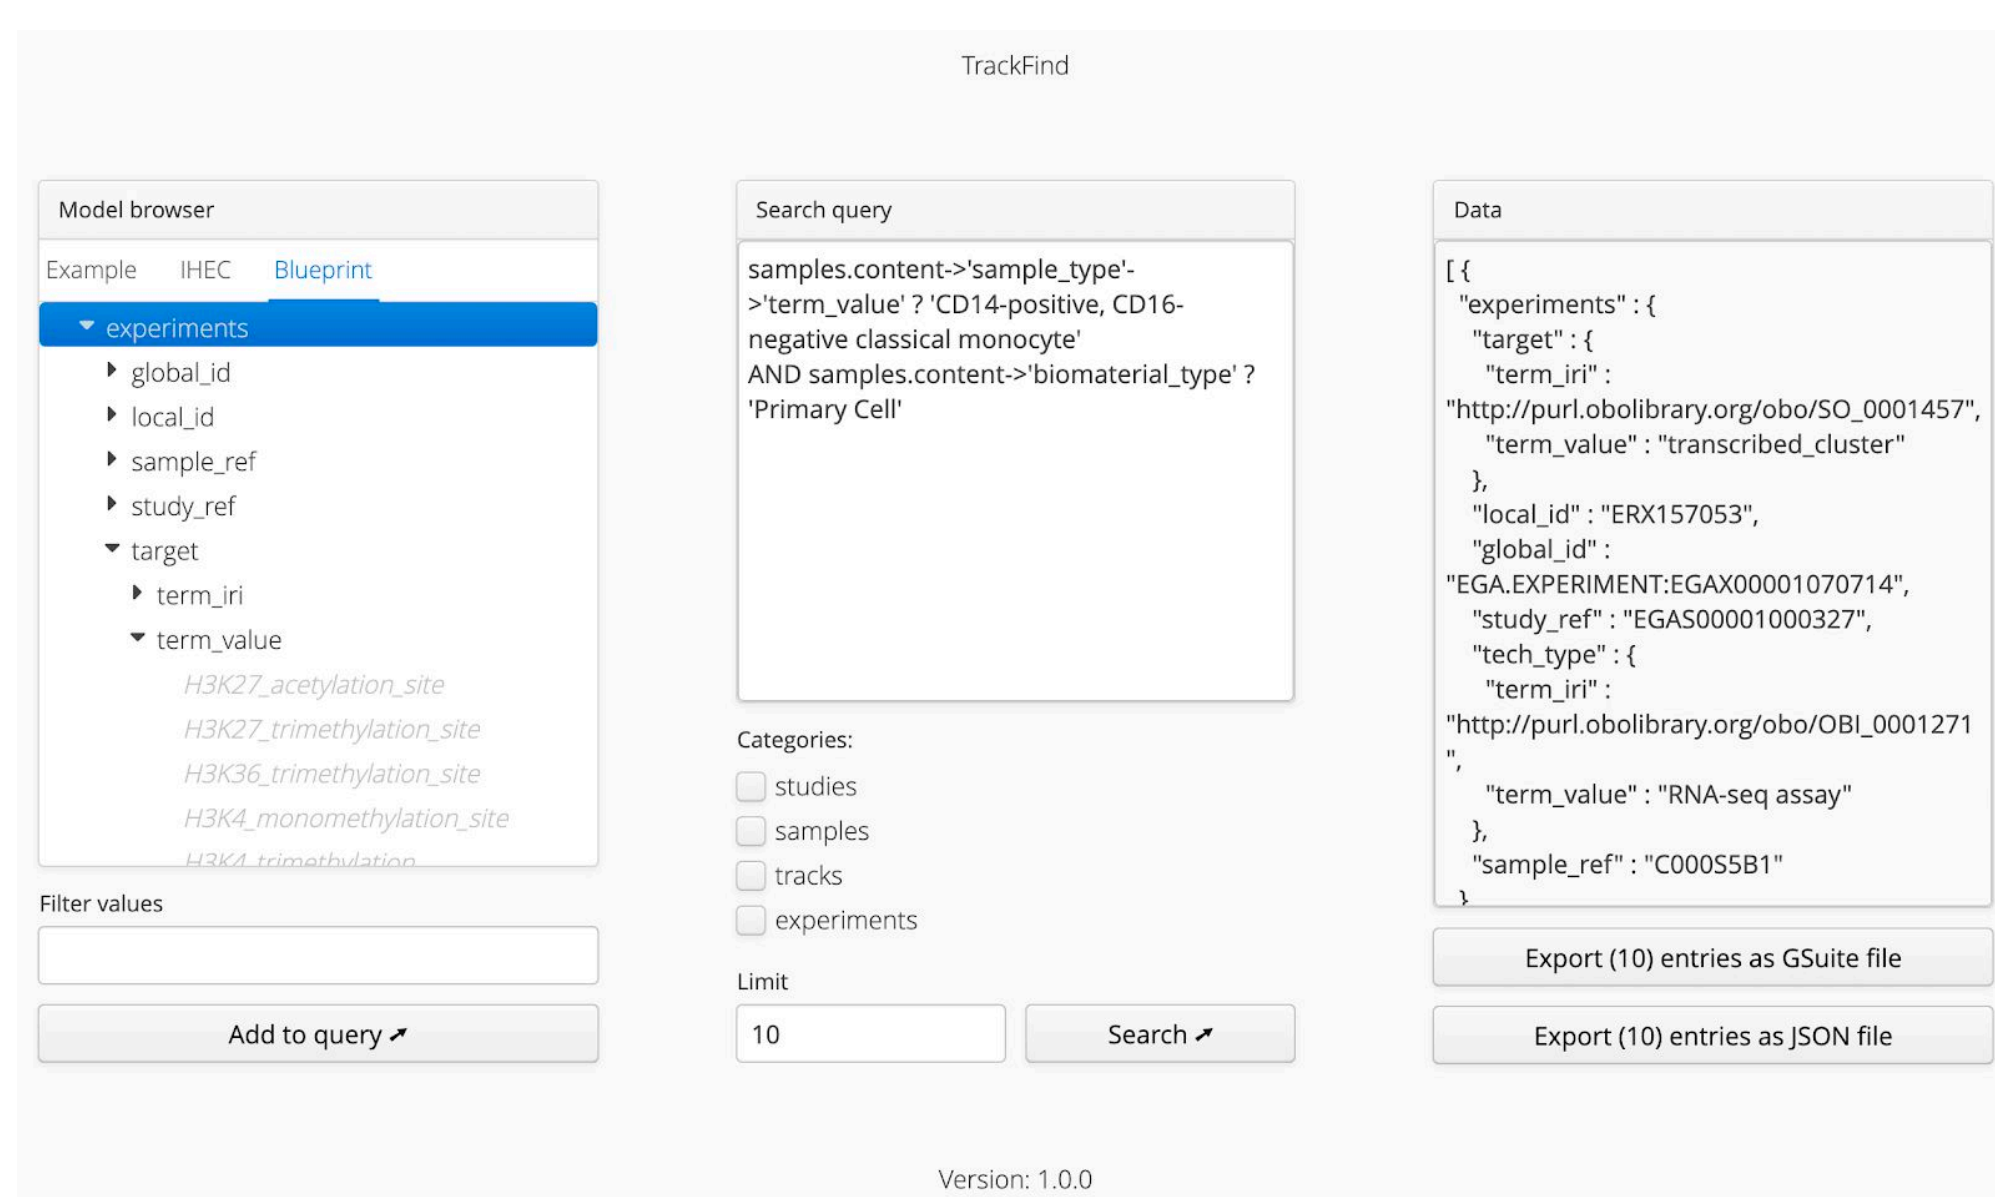 TrackFind
Model browser
Example IHEC Blueprint
experiments
global_id
local_id
sample_ref
study_ref
target
term_iri
term_value
H3K27_acetylation_site
H3K27_trimethylation_site
H3K36_trimethylation_site
H3K4_monomethylation_site
H3K4_trimethylation
Filter values
Add to query
Search query
samples.content->'sample_type'-
>'term_value' ? 'CD14-positive, CD16-
negative classical monocyte'
AND samples.content->'biomaterial_type' ?
'Primary Cell'
Categories:
studies
samples
tracks
experiments
Limit
10
Search
Data
[ {
"experiments" : {
"target" : {
"term_iri" :
"http://purl.obolibrary.org/obo/SO_0001457",
"term_value" : "transcribed_cluster"
},
"local_id" : "ERX157053",
"global_id" :
"EGA.EXPERIMENT:EGAX00001070714",
"study_ref" : "EGAS00001000327",
"tech_type" : {
"term_iri" :
"http://purl.obolibrary.org/obo/OBI_0001271
",
"term_value" : "RNA-seq assay"
},
"sample_ref" : "C000S5B1"
}
Export (10) entries as GSuite file
Export (10) entries as JSON file
Version: 1.0.0